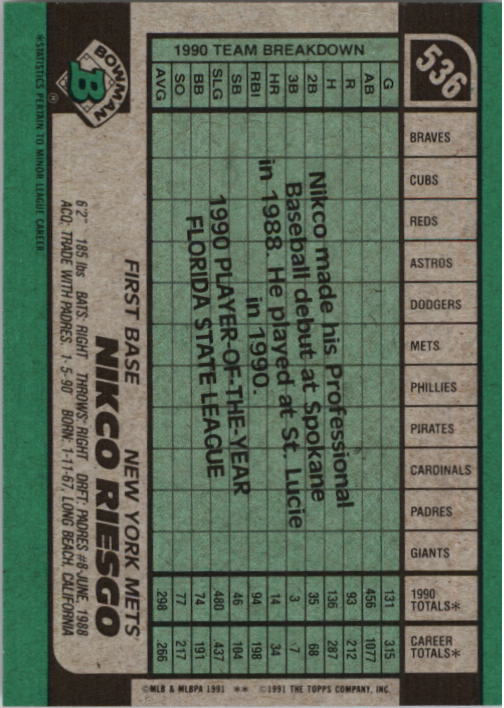 536
BOWMAN
B
®
NIKCO RIESGO
FIRST BASE NEW YORK METS
6'2" 185 lbs BATS: RIGHT THROWS: RIGHT DRFT: PADRES #8-JUNE, 1988
ACQ: TRADE WITH PADRES, 1-5-90 BORN: 1-11-67, LONG BEACH, CALIFORNIA
1990 TEAM BREAKDOWN
G AB R H 2B 3B HR RBI SB SLG BB SO AVG
BRAVES
CUBS
REDS
ASTROS
DODGERS
METS
PHILLIES
PIRATES
CARDINALS
PADRES
GIANTS
1990 TOTALS* 131 456 93 136 35 3 14 94 46 .480 74 77 .298
CAREER TOTALS* 315 1077 212 287 68 7 34 198 104 .437 191 217 .266
Nikco made his Professional
Baseball debut at Spokane
in 1988. He played at St. Lucie
in 1990.
1990 PLAYER-OF-THE-YEAR
FLORIDA STATE LEAGUE
*STATISTICS PERTAIN TO MINOR LEAGUE CAREER
©MLB & MLBPA 1991 ** ©1991 THE TOPPS COMPANY, INC.